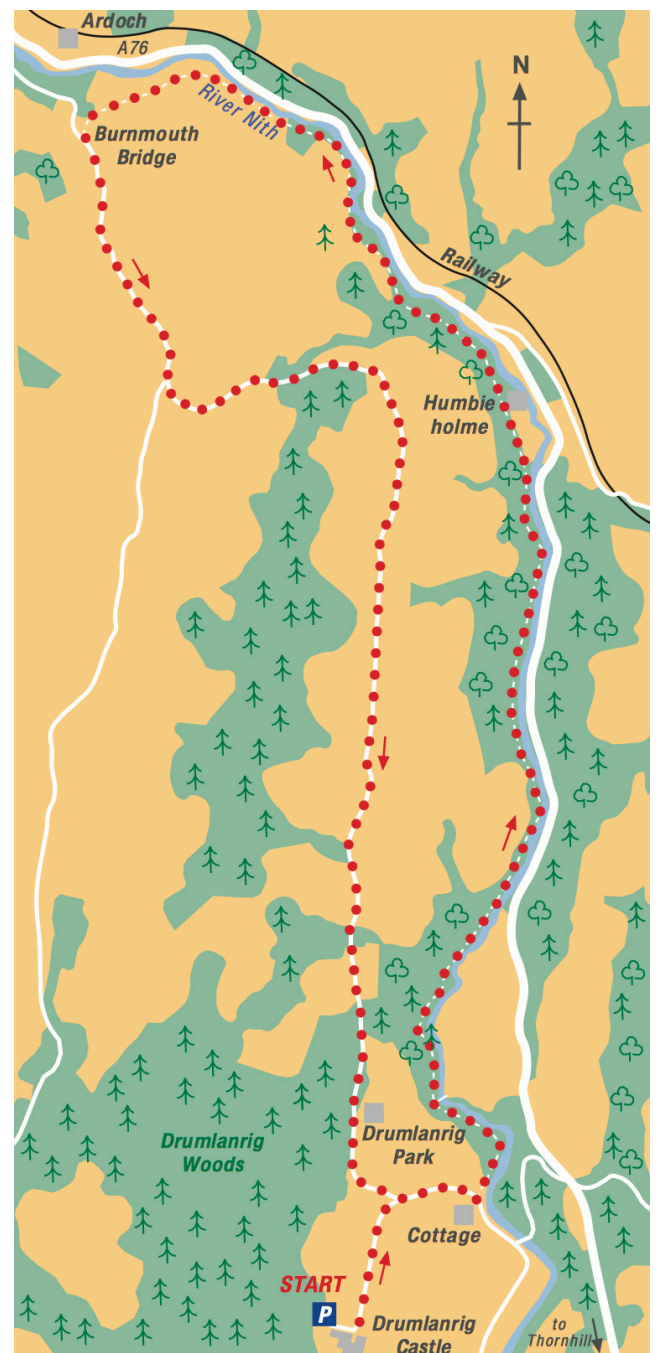 Ardoch
A76
N
River Nith
Burnmouth
Bridge
Railway
Humbie
holme
Drumlanrig
Woods
Drumlanrig
Park
Cottage
START
P
Drumlanrig
Castle
to
Thornhill